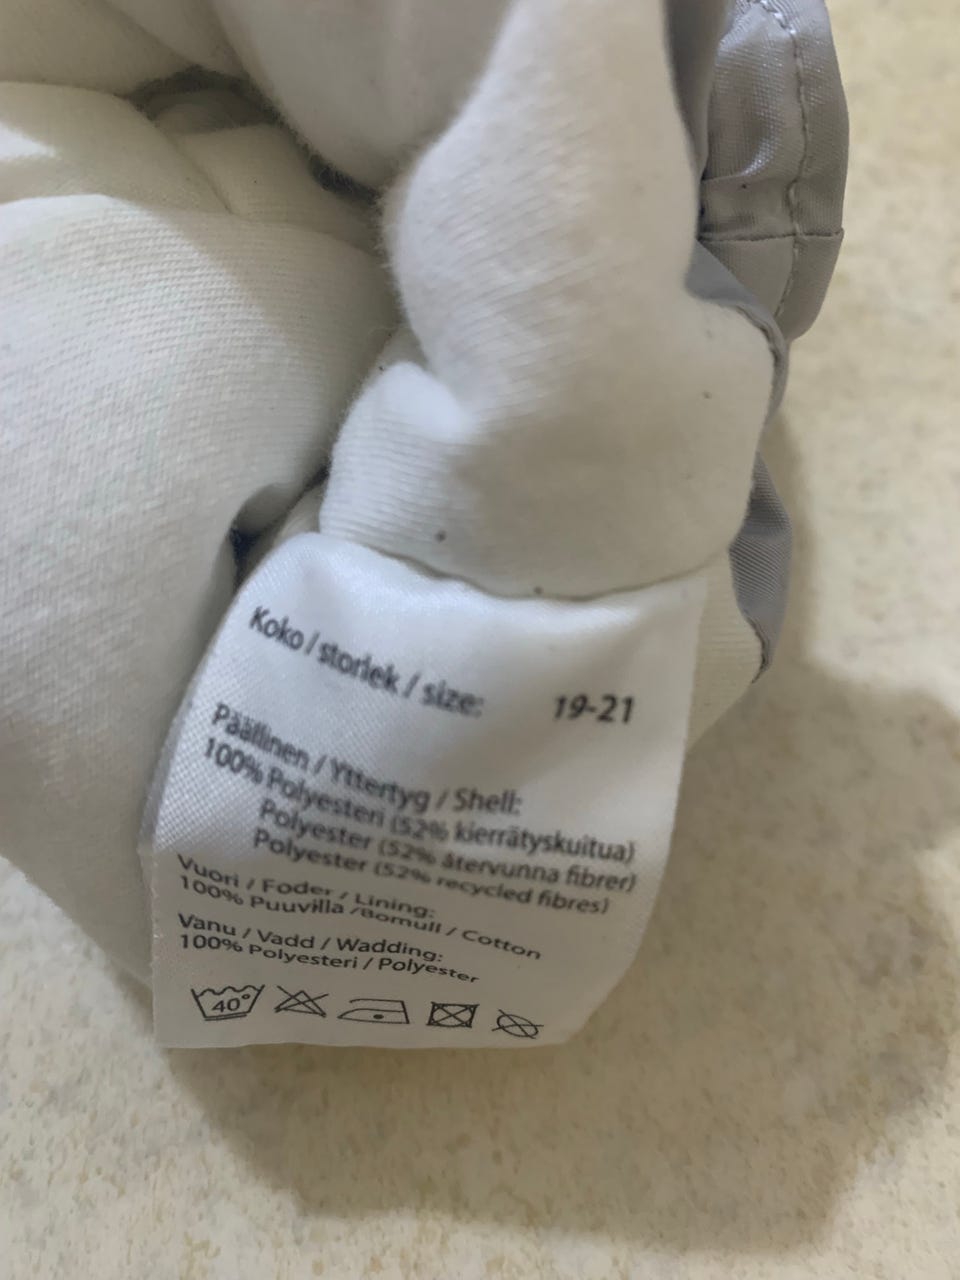 Koko / storlek / size: 19-21
Päällinen / Yttertyg / Shell:
100% Polyesteri (52% kierrätyskuitua)
Polyester (52% återvunna fibrer)
Polyester (52% recycled fibres)
Vuori / Foder / Lining:
100% Puuvilla /Bomull / Cotton
Vanu / Vadd / Wadding:
100% Polyesteri / Polyester
40°